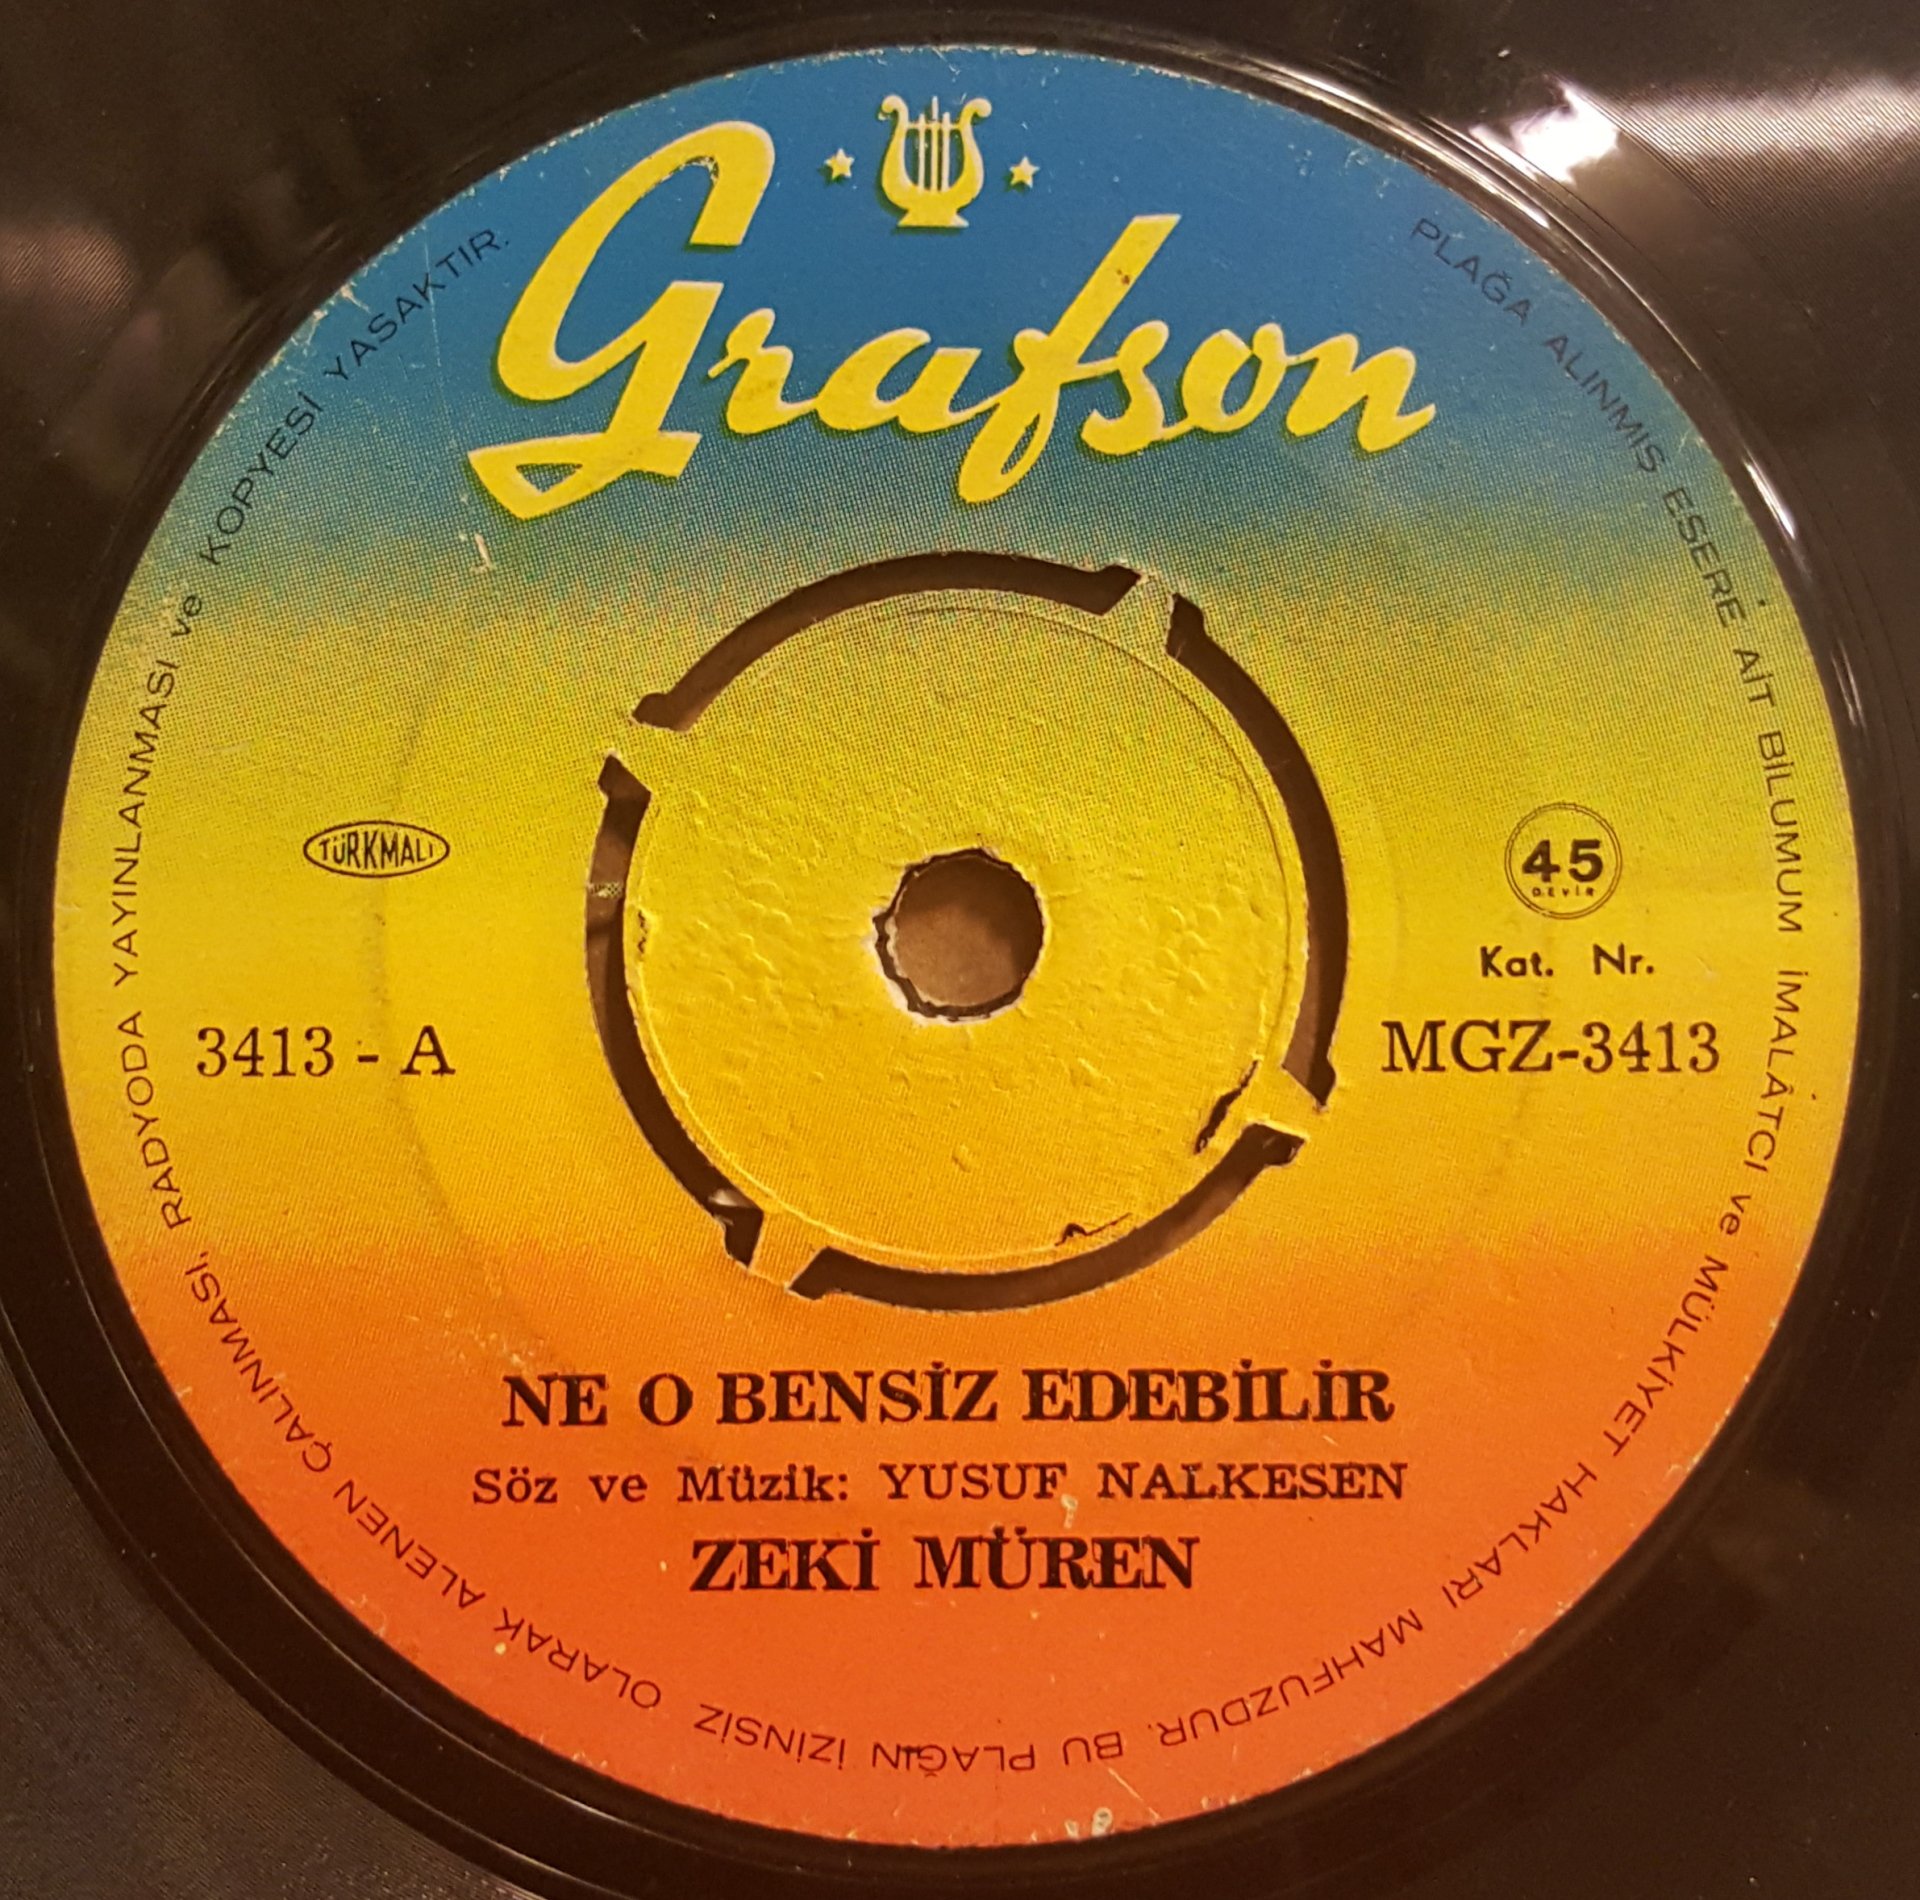 Grafson
TÜRKMALI
45
DEVİR
Kat. Nr.
3413 - A
MGZ-3413
NE O BENSİZ EDEBİLİR
Söz ve Müzik: YUSUF NALKESEN
ZEKİ MÜREN
PLAĞA ALINMIŞ ESERE AİT BİLUMUM İMALÂTCI ve MÜLKİYET HAKLARI MAHFUZDUR. BU PLAĞIN İZİNSİZ OLARAK ALENEN ÇALINMASI, RADYODA YAYINLANMASI ve KOPYESİ YASAKTIR.